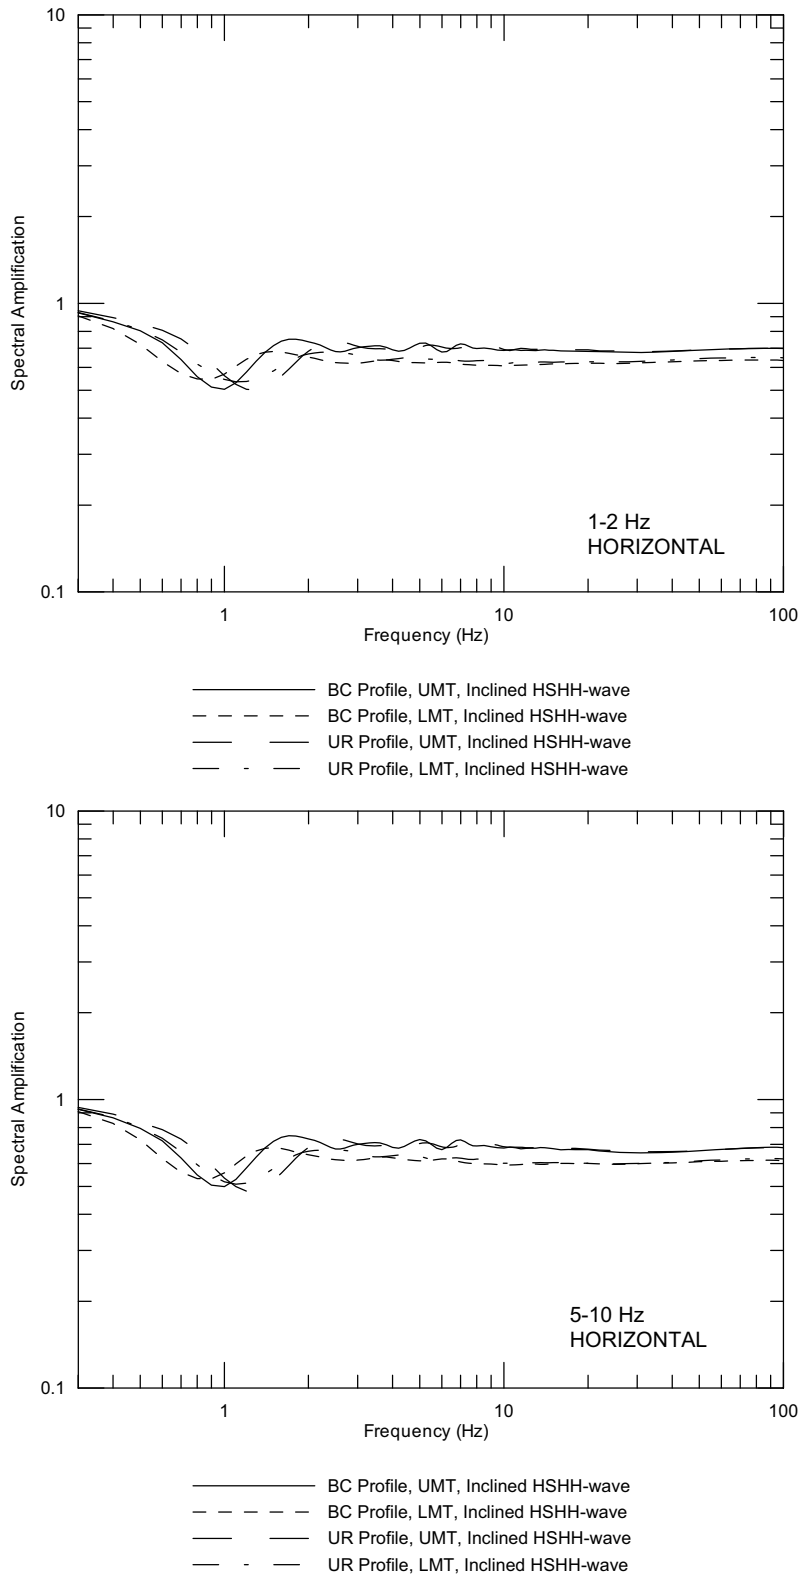 10
1
0.1
Spectral Amplification
1-2 Hz
HORIZONTAL
1
10
100
Frequency (Hz)
BC Profile, UMT, Inclined HSHH-wave
BC Profile, LMT, Inclined HSHH-wave
UR Profile, UMT, Inclined HSHH-wave
UR Profile, LMT, Inclined HSHH-wave
10
1
0.1
Spectral Amplification
5-10 Hz
HORIZONTAL
1
10
100
Frequency (Hz)
BC Profile, UMT, Inclined HSHH-wave
BC Profile, LMT, Inclined HSHH-wave
UR Profile, UMT, Inclined HSHH-wave
UR Profile, LMT, Inclined HSHH-wave